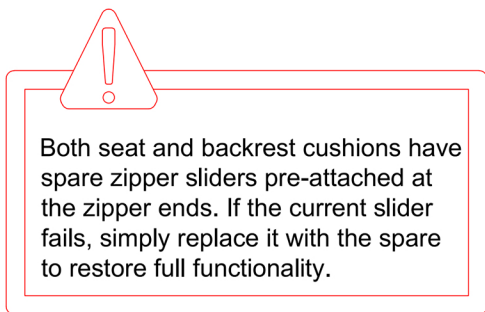 Both seat and backrest cushions have
spare zipper sliders pre-attached at
the zipper ends. If the current slider
fails, simply replace it with the spare
to restore full functionality.